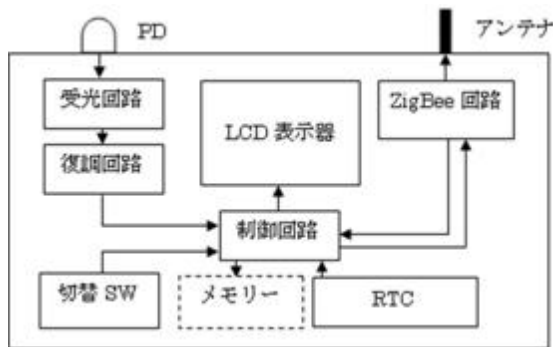 PD
アンテナ
受光回路
ZigBee 回路
LCD 表示器
復調回路
制御回路
切替 SW
メモリー
RTC